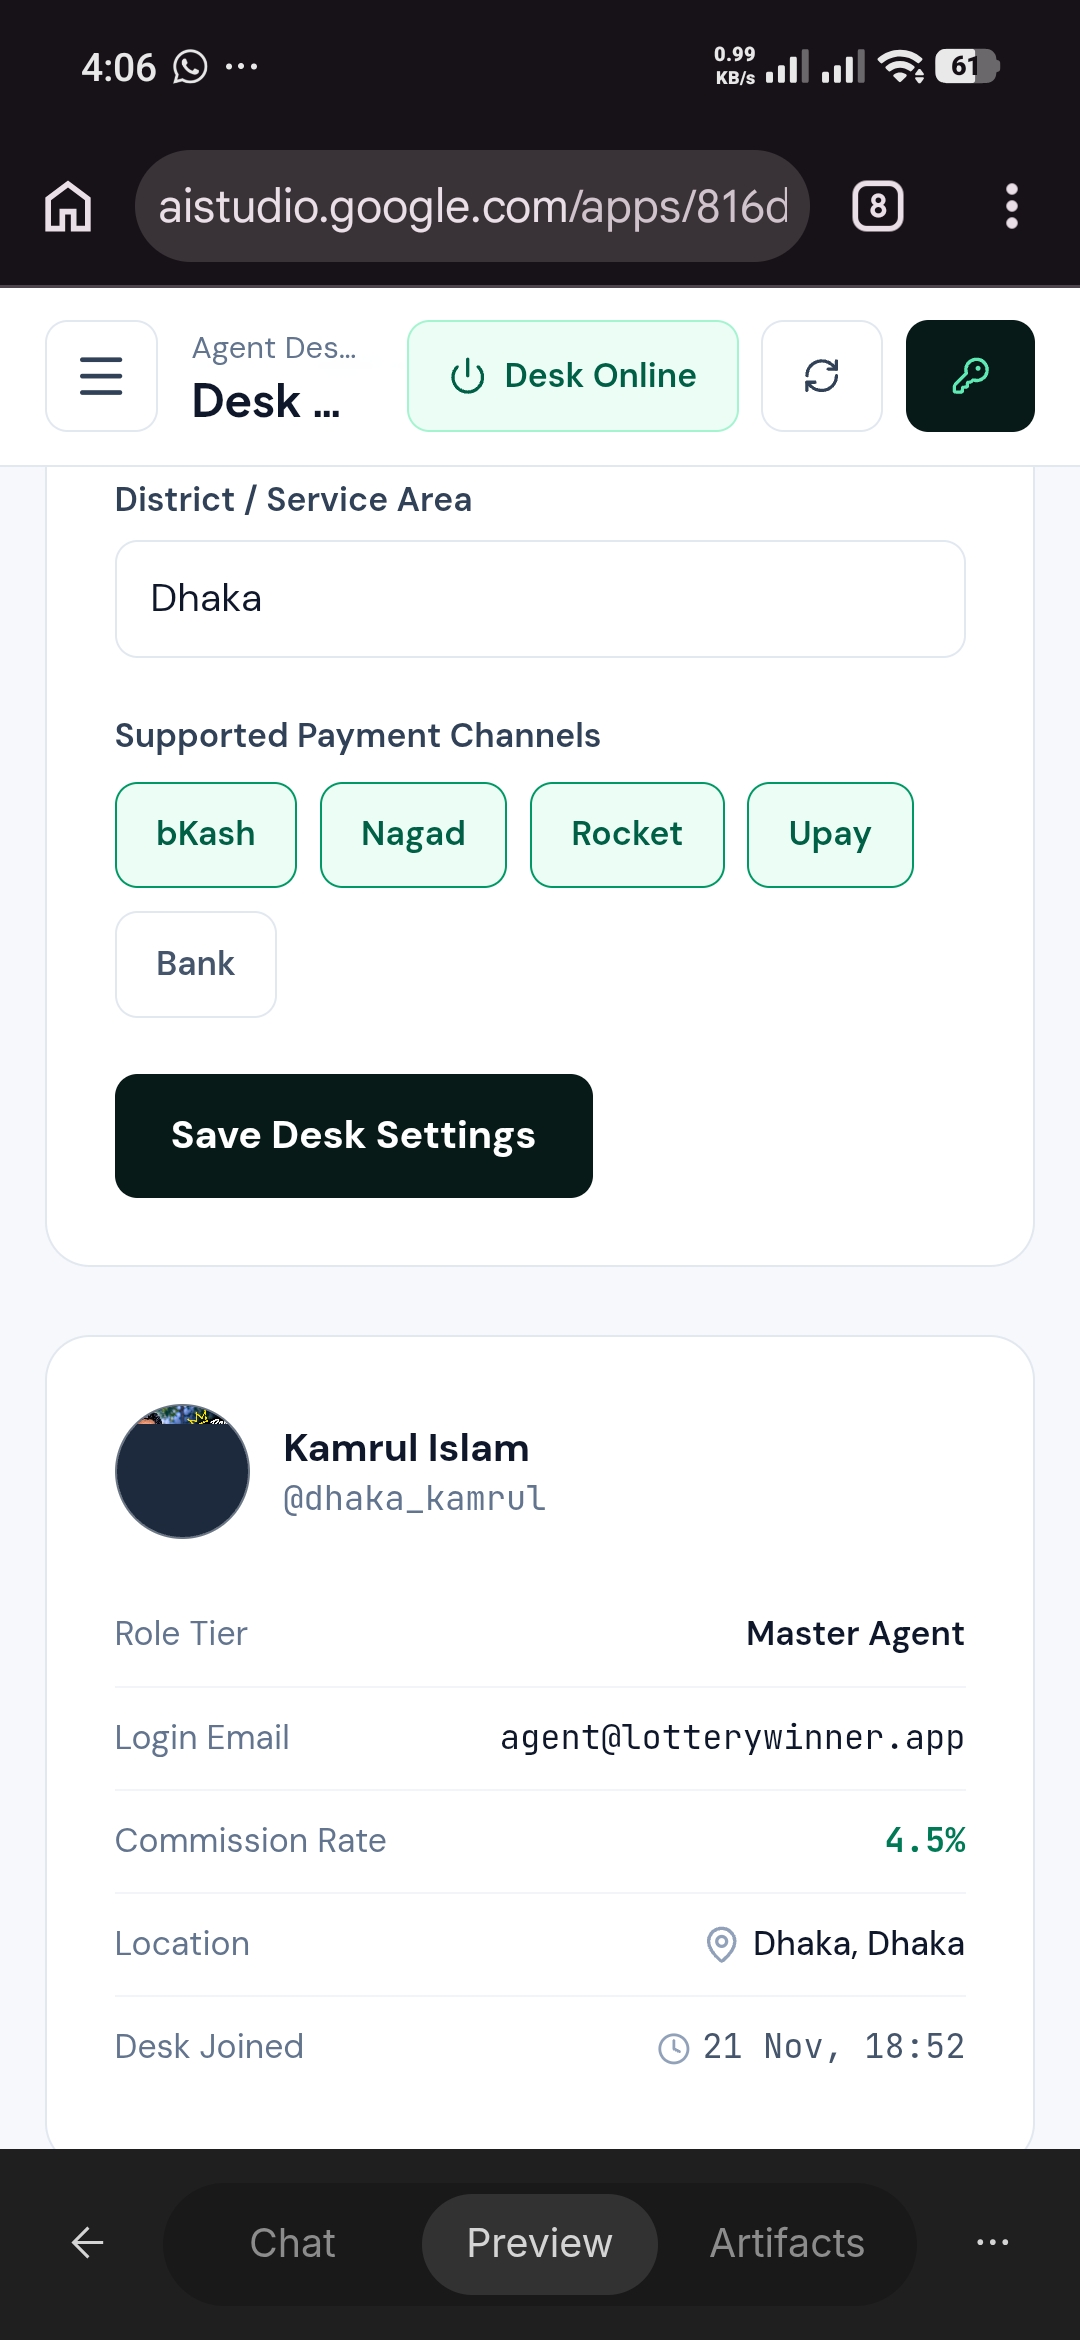 4:06
0.99
KB/s
61
aistudio.google.com/apps/816d
8
Agent Des...
Desk ...
Desk Online
District / Service Area
Dhaka
Supported Payment Channels
bKash
Nagad
Rocket
Upay
Bank
Save Desk Settings
Kamrul Islam
@dhaka_kamrul
Role Tier
Master Agent
Login Email
agent@lotterywinner.app
Commission Rate
4.5%
Location
Dhaka, Dhaka
Desk Joined
21 Nov, 18:52
Chat
Preview
Artifacts